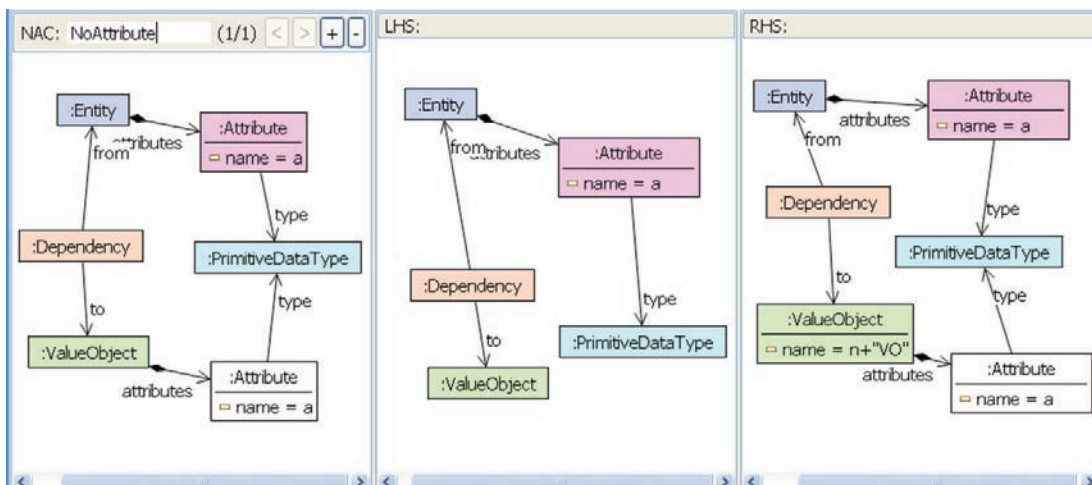 NAC: NoAttribute (1/1) < > + -
:Entity
attributes
from
:Attribute
name = a
type
:Dependency
:PrimitiveDataType
to
type
:ValueObject
attributes
:Attribute
name = a
LHS:
:Entity
from
attributes
:Attribute
name = a
:Dependency
type
to
:PrimitiveDataType
:ValueObject
RHS:
:Entity
attributes
from
:Attribute
name = a
:Dependency
type
:PrimitiveDataType
to
type
:ValueObject
name = n+"VO"
attributes
:Attribute
name = a